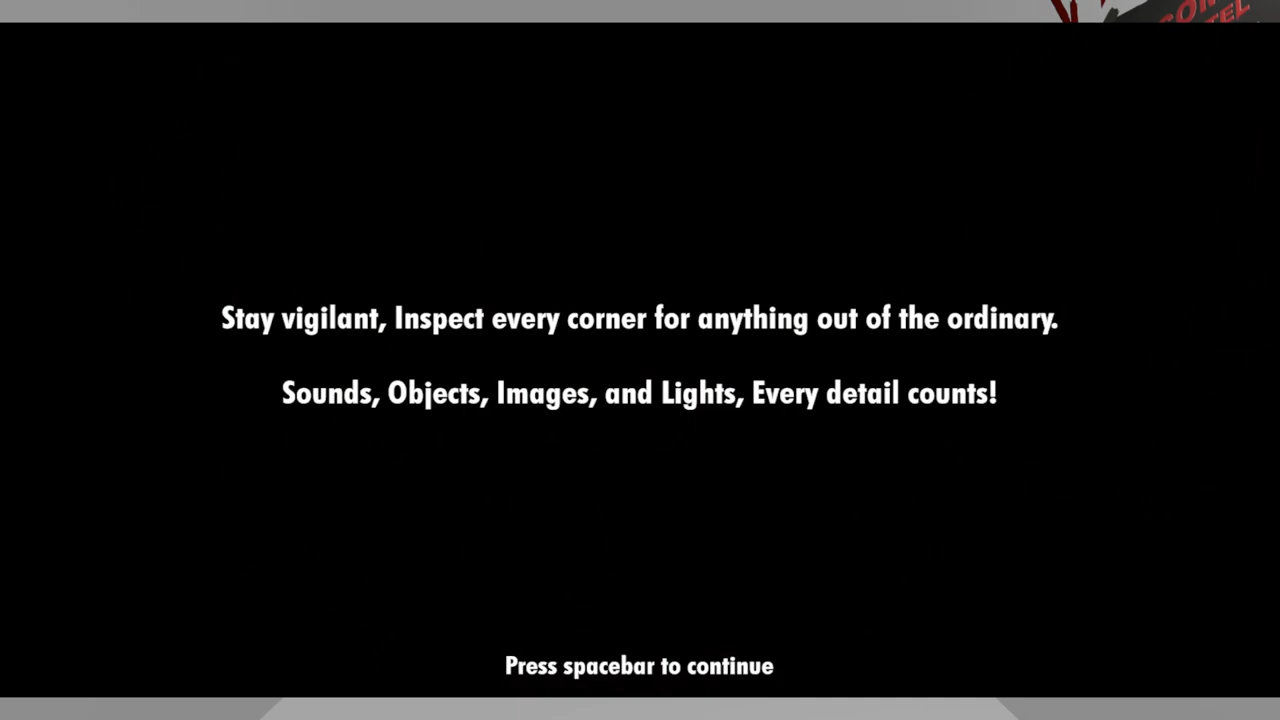 Stay vigilant, Inspect every corner for anything out of the ordinary.
Sounds, Objects, Images, and Lights, Every detail counts!
Press spacebar to continue